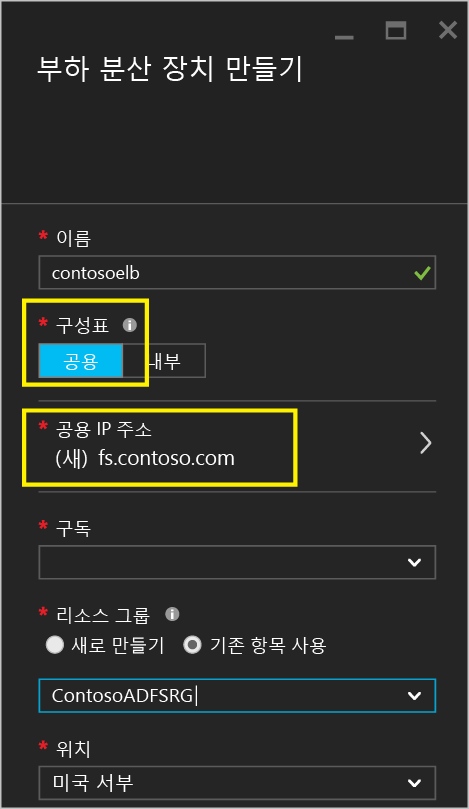 부하 분산 장치 만들기
* 이름
contosoelb
* 구성표
공용 내부
* 공용 IP 주소
(새) fs.contoso.com
* 구독
* 리소스 그룹
새로 만들기 기존 항목 사용
ContosoADFSRG
* 위치
미국 서부